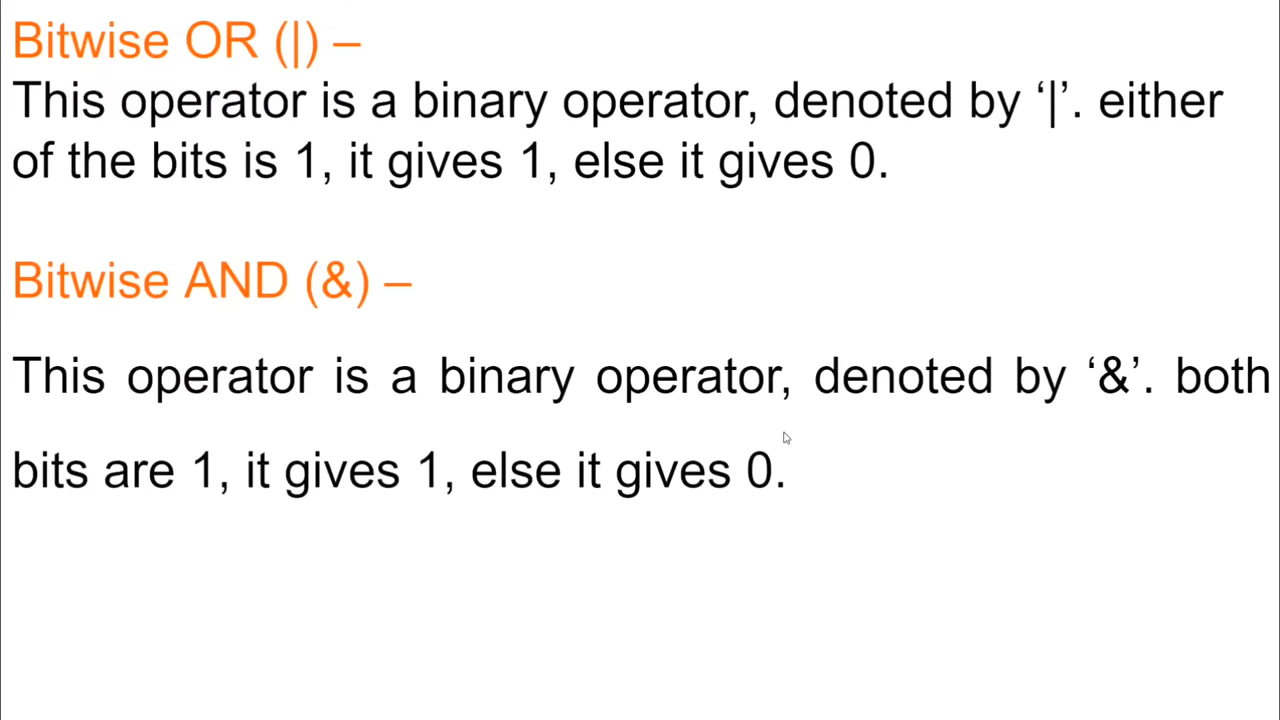 Bitwise OR (|) –
This operator is a binary operator, denoted by ‘|’. either
of the bits is 1, it gives 1, else it gives 0.
Bitwise AND (&) –
This operator is a binary operator, denoted by ‘&’. both
bits are 1, it gives 1, else it gives 0.